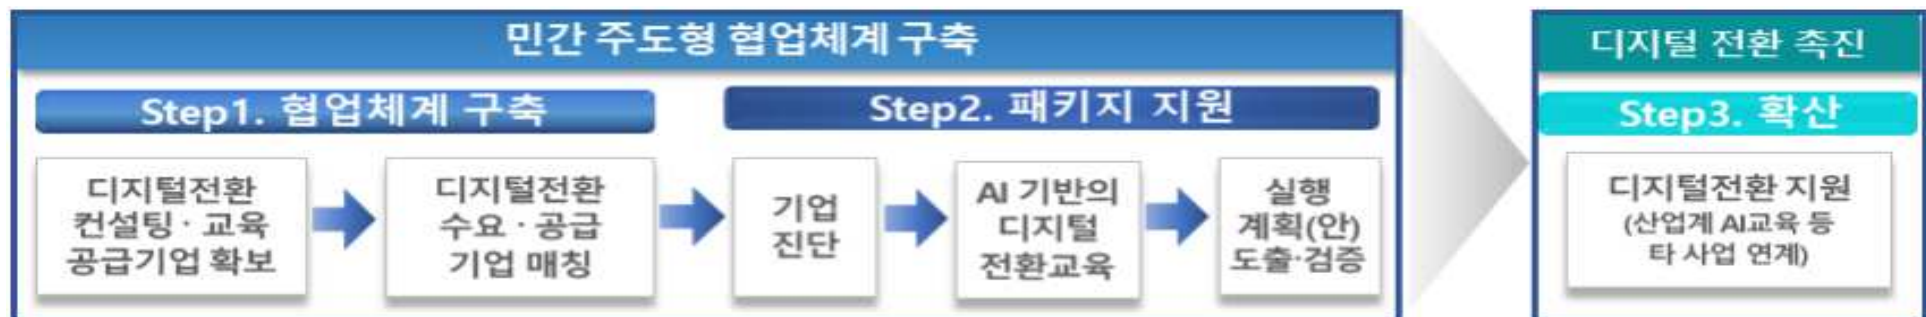 민간 주도형 협업체계 구축
디지털 전환 촉진
Step1. 협업체계 구축
Step2. 패키지 지원
Step3. 확산
디지털전환
컨설팅 · 교육
공급기업 확보
디지털전환
수요 · 공급
기업 매칭
기업
진단
AI 기반의
디지털
전환교육
실행
계획(안)
도출·검증
디지털전환 지원
(산업계 AI교육 등
타 사업 연계)